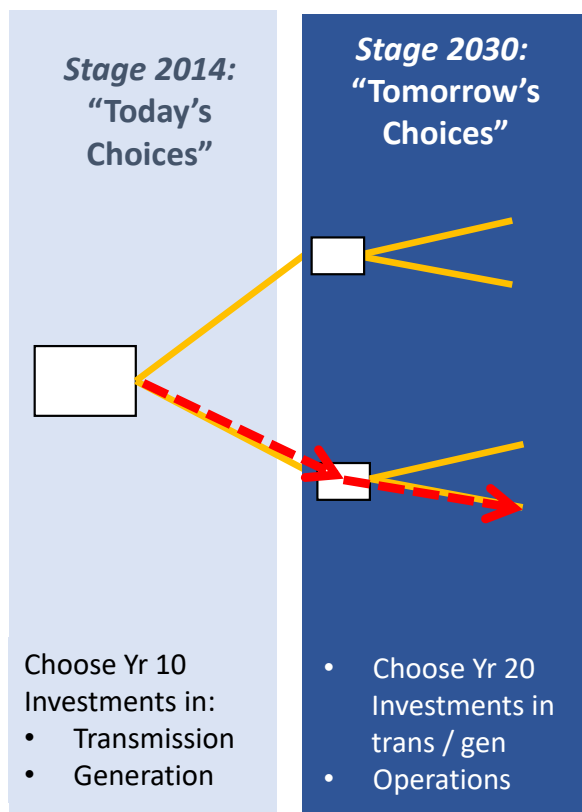 Stage 2014:
“Today’s
Choices”
Stage 2030:
“Tomorrow’s
Choices”
Choose Yr 10
Investments in:
• Transmission
• Generation
• Choose Yr 20
Investments in
trans / gen
• Operations